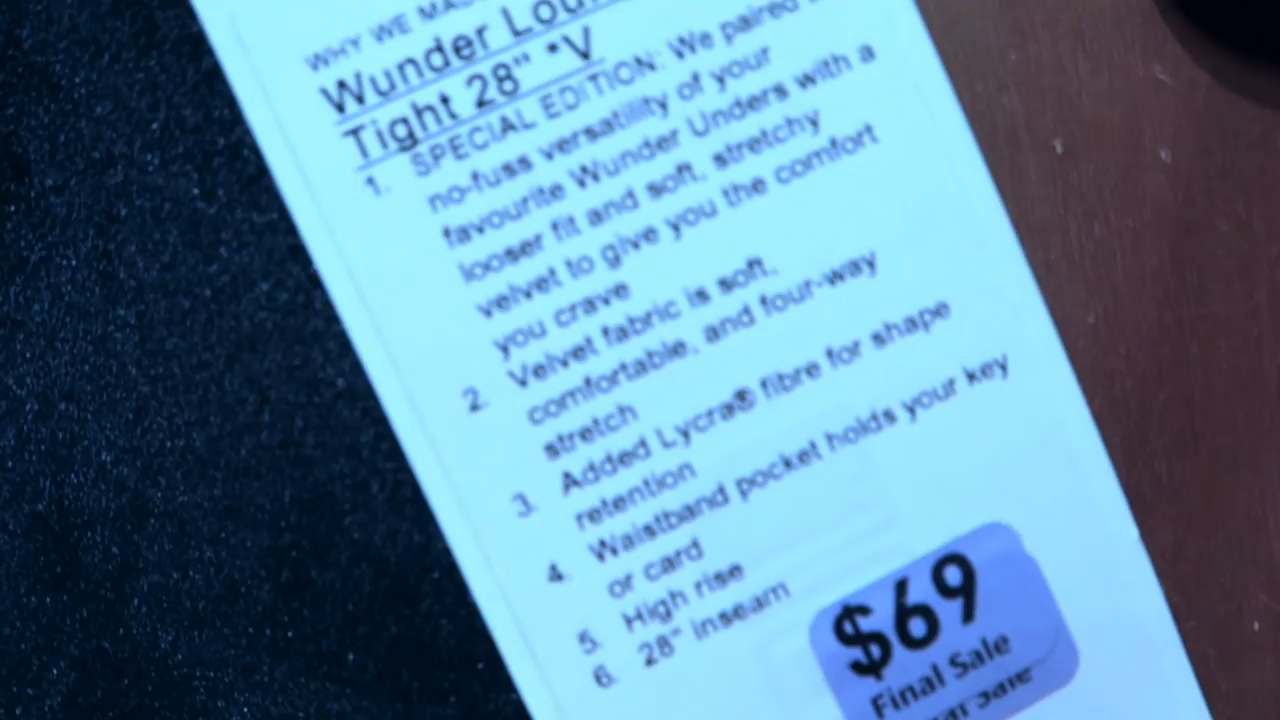 WHY WE
Wunder
Tight 28" *V
1. SPECIAL EDITION: We paired
no-fuss versatility of your
favourite Wunder Unders with a
looser fit and soft, stretchy
velvet to give you the comfort
you crave
2. Velvet fabric is soft,
comfortable, and four-way
stretch
3. Added Lycra® fibre for shape
retention
4. Waistband pocket holds your key
or card
5. High rise
6. 28" inseam
$69
Final Sale
Sale